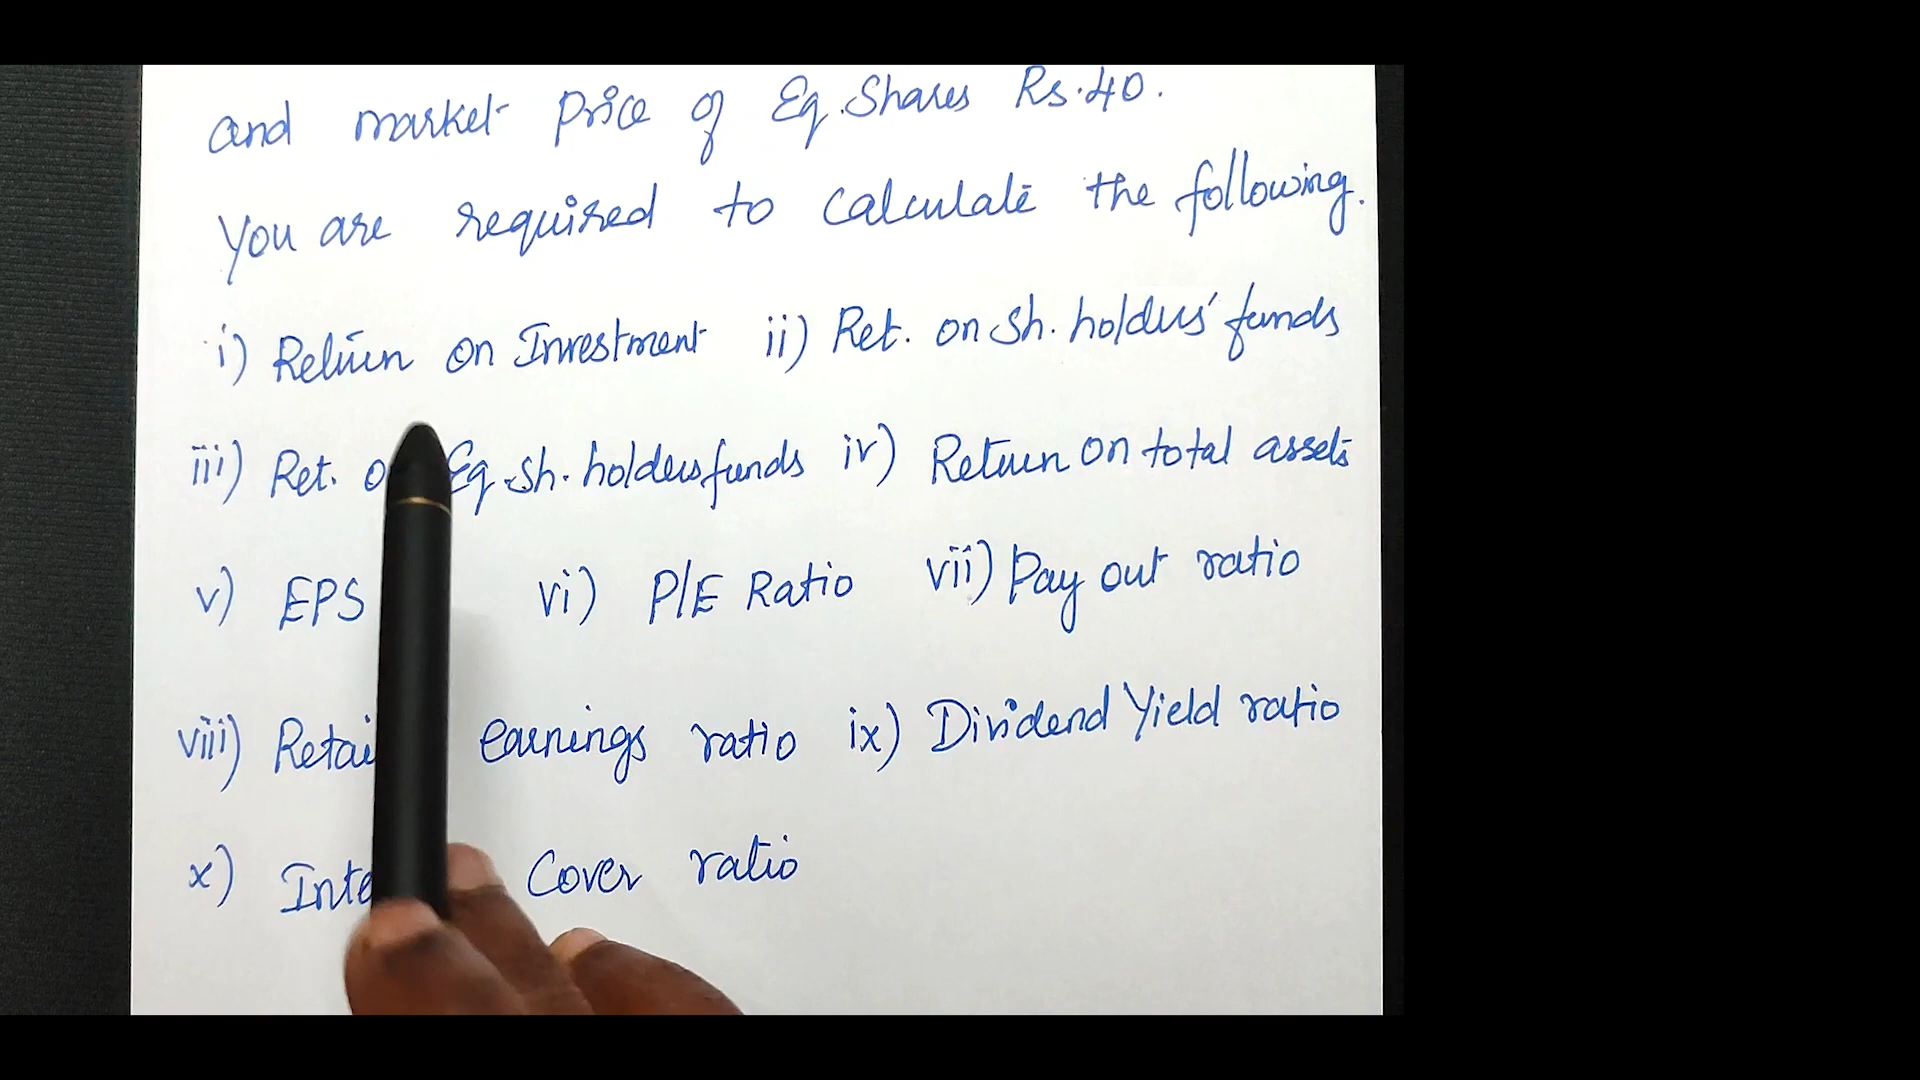 and market price of Eq. Shares Rs. 40.
You are required to calculate the following.
i) Return on Investment ii) Ret. on sh. holders' funds
iii) Ret. Eq. sh. holders funds iv) Return on total assets
v) EPS vi) P/E Ratio vii) Pay out ratio
viii) earnings ratio ix) Dividend Yield ratio
x) Cover ratio